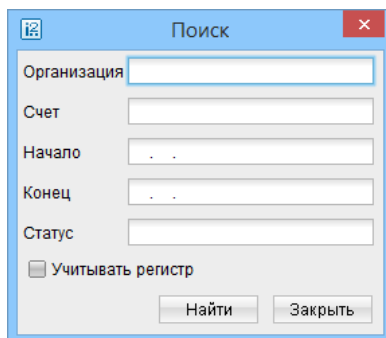 Поиск
Организация
Счет
Начало . .
Конец . .
Статус
Учитывать регистр
Найти Закрыть